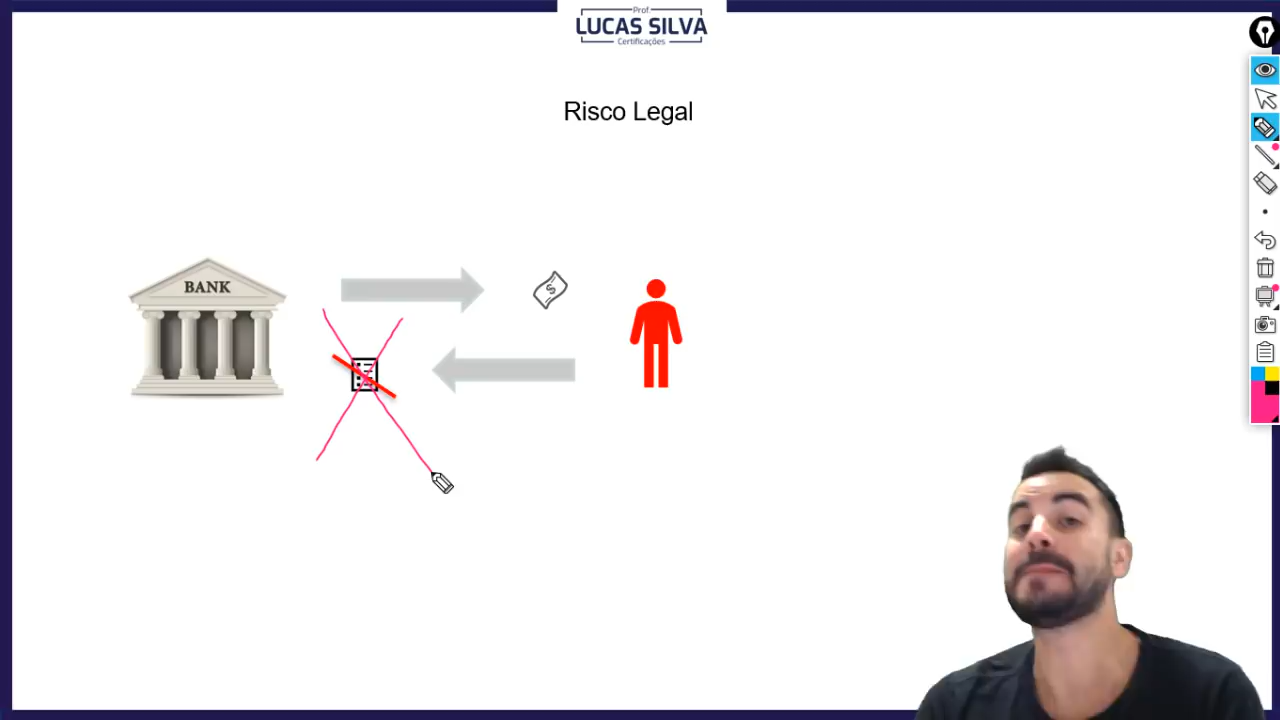 Prof.
LUCAS SILVA
Certificações
Risco Legal
BANK
$